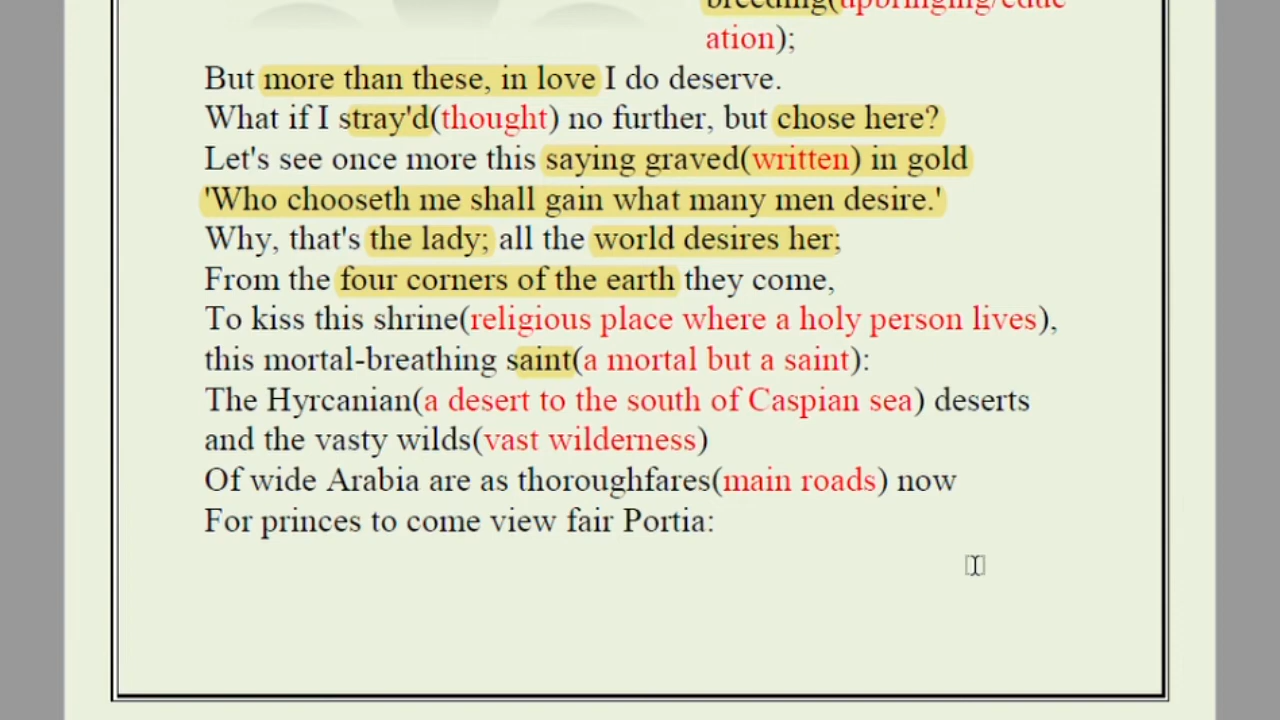 breeding(upbringing/educ
ation);
But more than these, in love I do deserve.
What if I stray'd(thought) no further, but chose here?
Let's see once more this saying graved(written) in gold
'Who chooseth me shall gain what many men desire.'
Why, that's the lady; all the world desires her;
From the four corners of the earth they come,
To kiss this shrine(religious place where a holy person lives),
this mortal-breathing saint(a mortal but a saint):
The Hyrcanian(a desert to the south of Caspian sea) deserts
and the vasty wilds(vast wilderness)
Of wide Arabia are as thoroughfares(main roads) now
For princes to come view fair Portia: